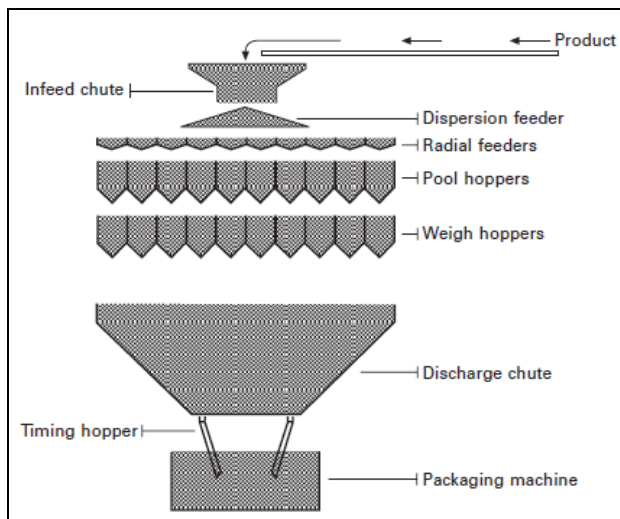 Product
Infeed chute
Dispersion feeder
Radial feeders
Pool hoppers
Weigh hoppers
Discharge chute
Timing hopper
Packaging machine